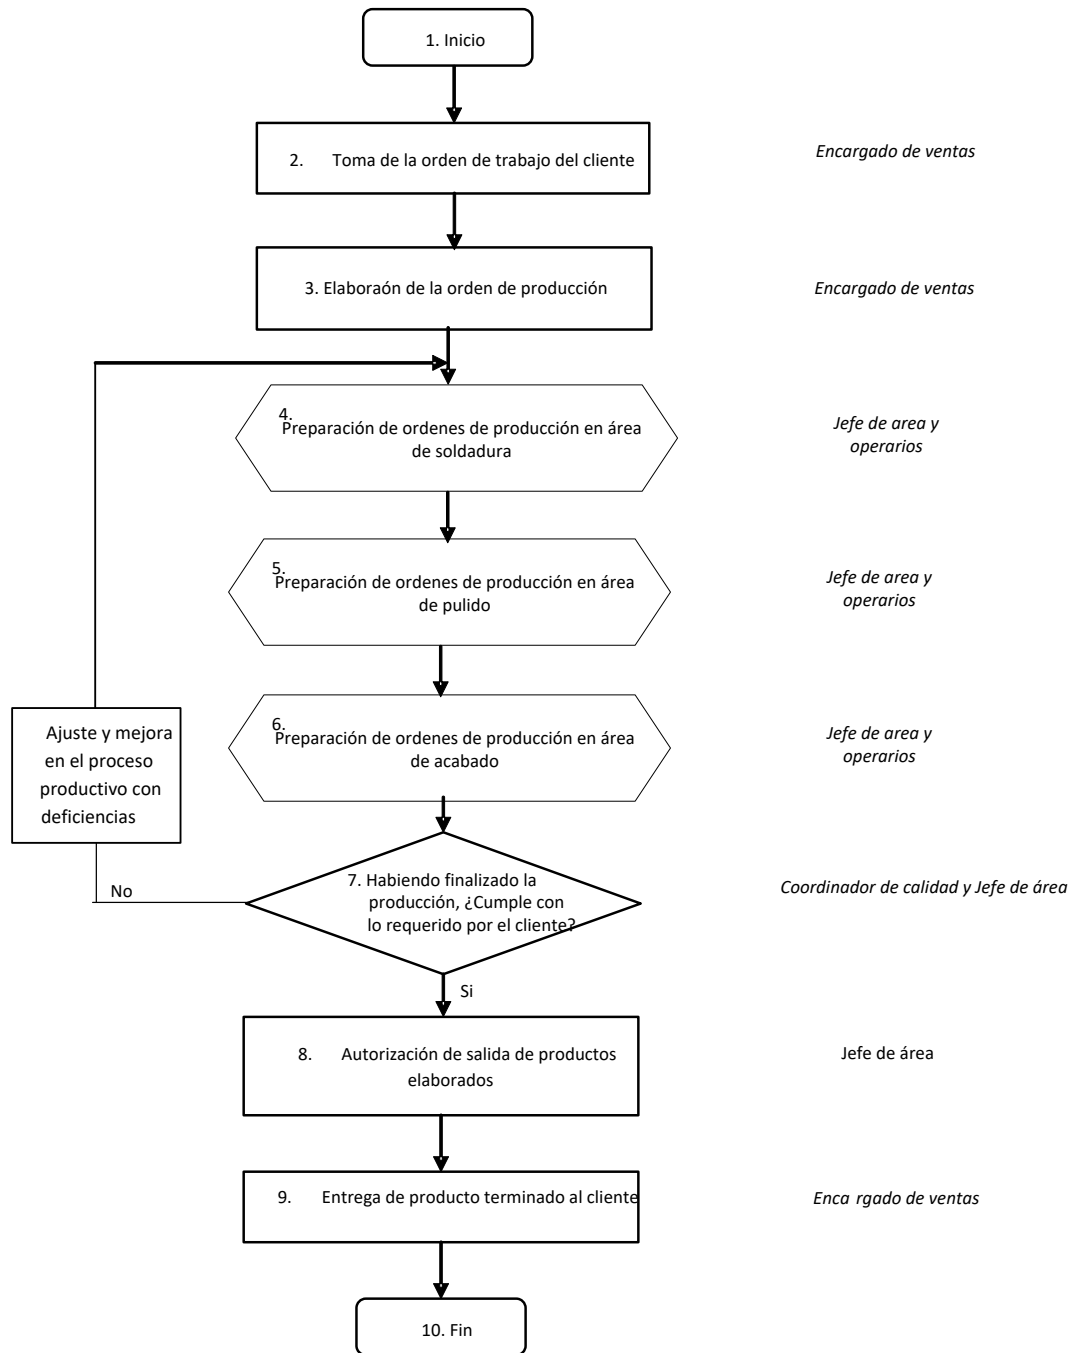 1. Inicio
2. Toma de la orden de trabajo del cliente
Encargado de ventas
3. Elaboraón de la orden de producción
Encargado de ventas
4.
Preparación de ordenes de producción en área
de soldadura
Jefe de area y
operarios
5.
Preparación de ordenes de producción en área
de pulido
Jefe de area y
operarios
6.
Preparación de ordenes de producción en área
de acabado
Jefe de area y
operarios
Ajuste y mejora
en el proceso
productivo con
deficiencias
No
7. Habiendo finalizado la
producción, ¿Cumple con
lo requerido por el cliente?
Coordinador de calidad y Jefe de área
Si
8. Autorización de salida de productos
elaborados
Jefe de área
9. Entrega de producto terminado al cliente
Enca rgado de ventas
10. Fin